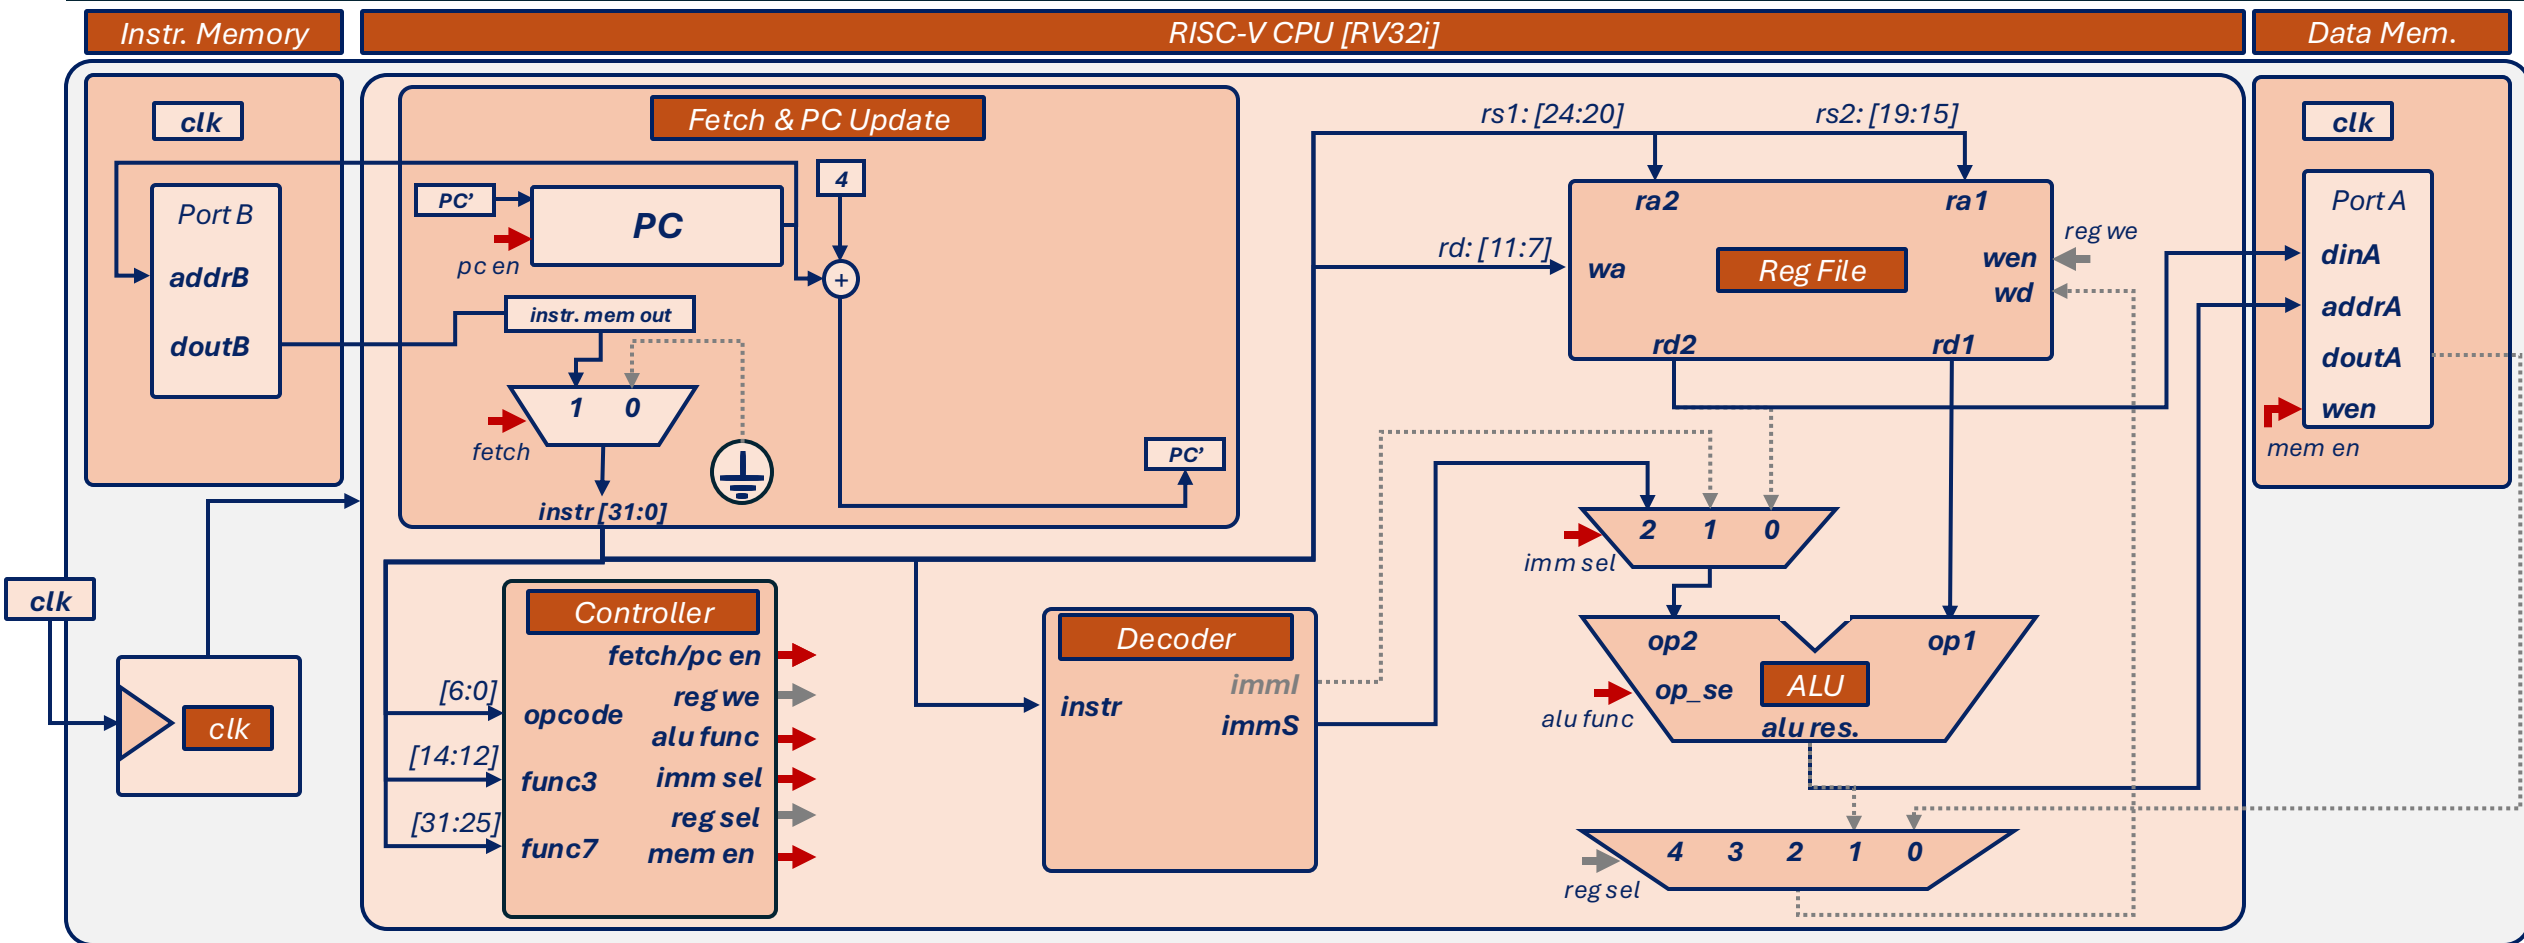 Instr. Memory
RISC-V CPU [RV32i]
Data Mem.
clk
Port B
addrB
doutB
Fetch & PC Update
PC’
pc en
PC
4
+
instr. mem out
1 0
fetch
instr [31:0]
PC’
rs1: [24:20]
rs2: [19:15]
rd: [11:7]
ra2
ra1
wa
Reg File
wen
wd
reg we
rd2
rd1
clk
Port A
dinA
addrA
doutA
wen
mem en
clk
clk
Controller
fetch/pc en
reg we
alu func
imm sel
reg sel
mem en
[6:0]
opcode
[14:12]
func3
[31:25]
func7
Decoder
instr
immI
immS
2 1 0
imm sel
op2
op1
op_se
ALU
alu func
alu res.
4 3 2 1 0
reg sel